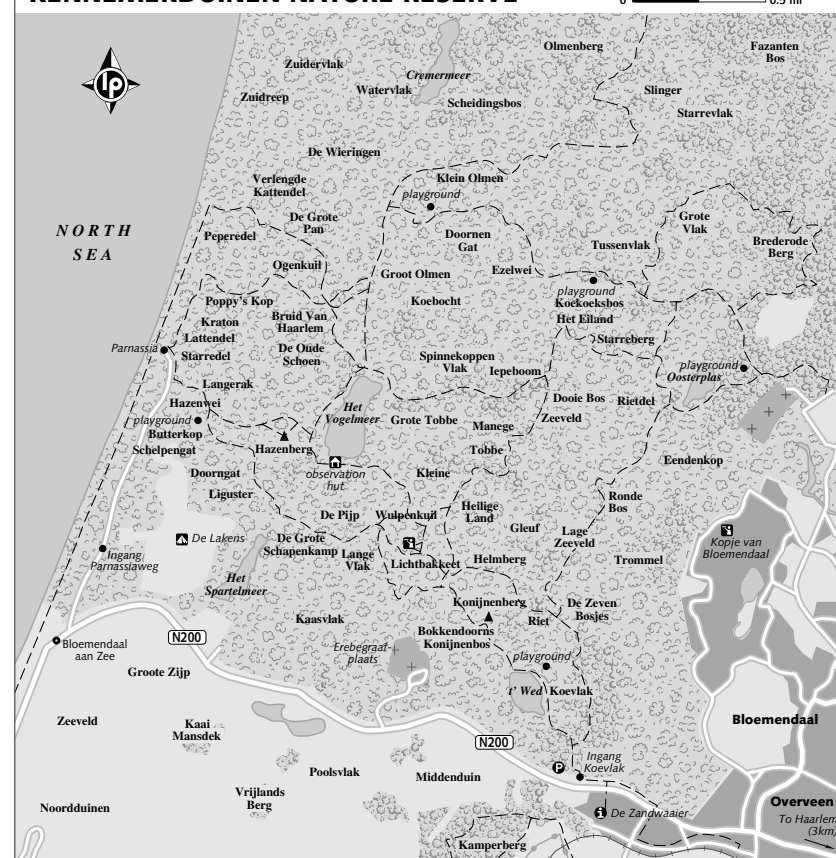 KENNEMERDUINEN NATURE RESERVE
0
0.5 mi
lp
Olmenberg
Fazanten
Bos
Zuidervlak
Cremermeer
Zuidreep
Watervlak
Scheidingsbos
Slinger
Starrevlak
De Wieringen
Verlengde
Kattendel
Klein Olmen
playground
De Grote
Pan
Grote
Vlak
NORTH
SEA
Peperedel
Doornen
Gat
Tussenvlak
Brederode
Berg
Ogenkuil
Groot Olmen
Ezelwei
playground
Koekoeksbos
Poppy's Kop
Koebocht
Bruid Van
Haarlem
Kraton
Het Eiland
Lattendel
Starreberg
Parnassia
Starredel
De Oude
Schoen
Spinnekoppen
Vlak
Iepeboom
playground
Oosterplas
Langerak
Hazenwei
Het
Vogelmeer
Dooie Bos
Rietdel
playground
Butterkop
Grote Tobbe
Manege
Zeeveld
Schelpengat
Hazenberg
Tobbe
Eendenkop
Doorngat
observation
hut
Kleine
Liguster
Ronde
Bos
De Pijp
Wulpenkuil
Heilige
Land
Gleuf
Lage
Zeeveld
De Lakens
De Grote
Schapenkamp
Lange
Vlak
Lichtbakkeet
Helmberg
Trommel
Kopje van
Bloemendaal
Ingang
Parnassiaweg
Het
Spartelmeer
Konijnenberg
De Zeven
Bosjes
Kaasvlak
Riet
Bokkendoorns
Konijnenbos
Bloemendaal
aan Zee
N200
Erebegraaf-
plaats
playground
Groote Zijp
t' Wed
Koevlak
Zeeveld
Kaai
Mansdek
Bloemendaal
N200
Ingang
Koevlak
P
Poolsvlak
Middenduin
Vrijlands
Berg
Noordduinen
De Zandwaaier
i
Overveen
To Haarlem
(3km)
Kamperberg